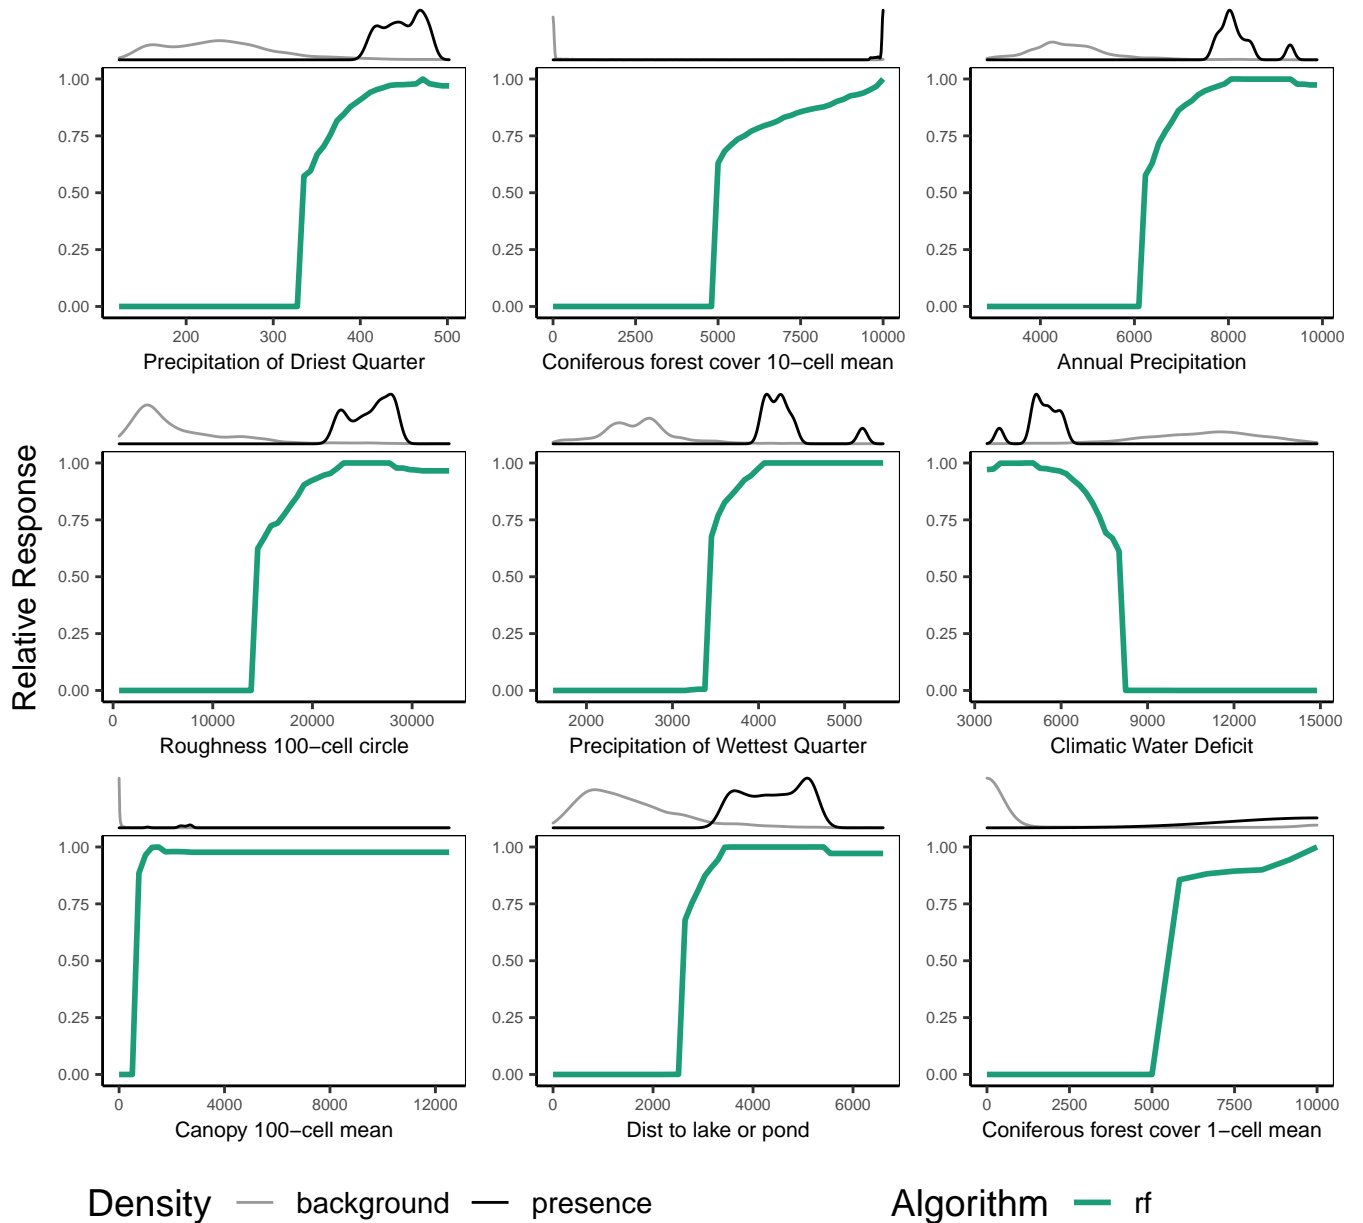 1.00
0.75
0.50
0.25
0.00
200 300 400 500
Precipitation of Driest Quarter
1.00
0.75
0.50
0.25
0.00
0 2500 5000 7500 10000
Coniferous forest cover 10−cell mean
1.00
0.75
0.50
0.25
0.00
4000 6000 8000 10000
Annual Precipitation
Relative Response
1.00
0.75
0.50
0.25
0.00
0 10000 20000 30000
Roughness 100−cell circle
1.00
0.75
0.50
0.25
0.00
2000 3000 4000 5000
Precipitation of Wettest Quarter
1.00
0.75
0.50
0.25
0.00
3000 6000 9000 12000 15000
Climatic Water Deficit
1.00
0.75
0.50
0.25
0.00
0 4000 8000 12000
Canopy 100−cell mean
1.00
0.75
0.50
0.25
0.00
0 2000 4000 6000
Dist to lake or pond
1.00
0.75
0.50
0.25
0.00
0 2500 5000 7500 10000
Coniferous forest cover 1−cell mean
Density background presence Algorithm rf